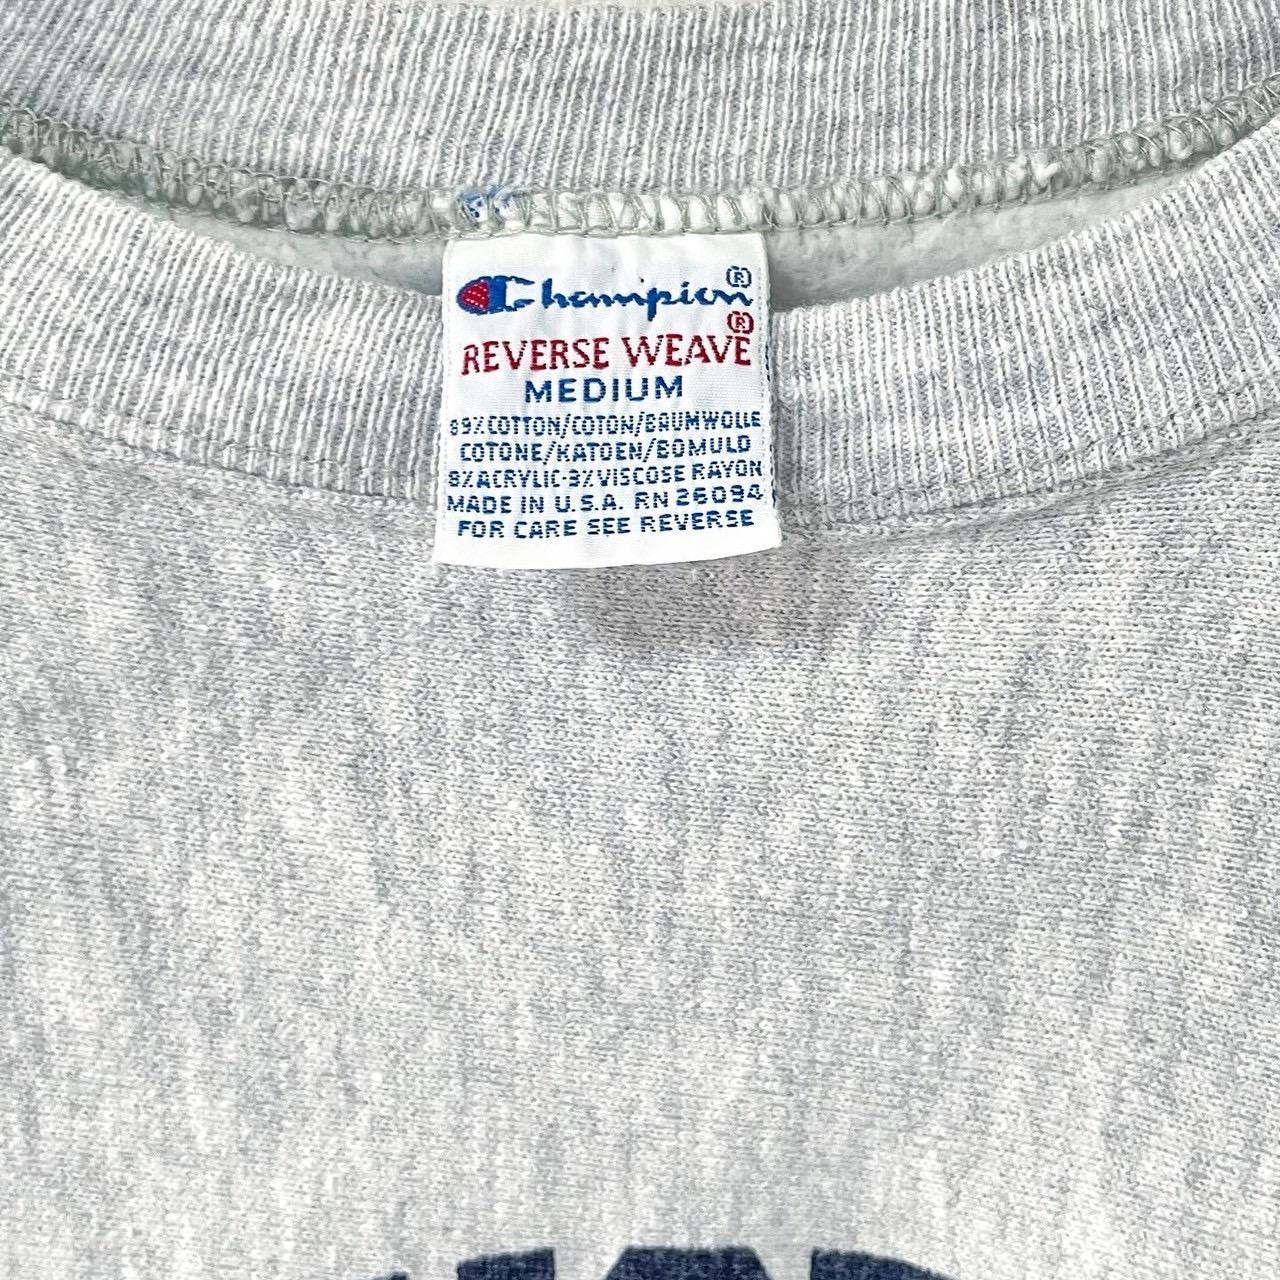 Champion®
REVERSE WEAVE®
MEDIUM
89% COTTON/COTON/BAUMWOLLE
COTONE/KATOEN/BOMULD
8% ACRYLIC-3% VISCOSE RAYON
MADE IN U.S.A. RN 26094
FOR CARE SEE REVERSE